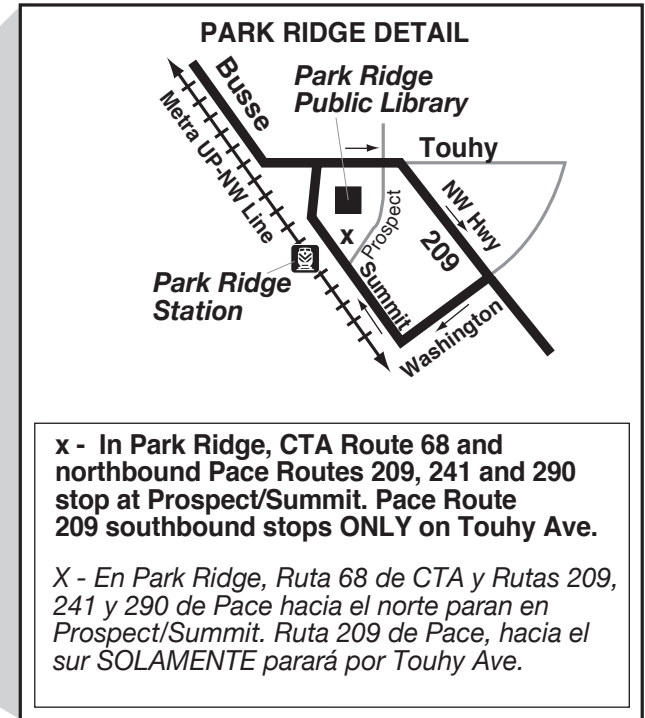 PARK RIDGE DETAIL
Busse
Park Ridge
Public Library
Metra UP-NW Line
Touhy
NW Hwy
Prospect
209
x
Summit
Park Ridge
Station
Washington
x - In Park Ridge, CTA Route 68 and
northbound Pace Routes 209, 241 and 290
stop at Prospect/Summit. Pace Route
209 southbound stops ONLY on Touhy Ave.
X - En Park Ridge, Ruta 68 de CTA y Rutas 209,
241 y 290 de Pace hacia el norte paran en
Prospect/Summit. Ruta 209 de Pace, hacia el
sur SOLAMENTE parará por Touhy Ave.